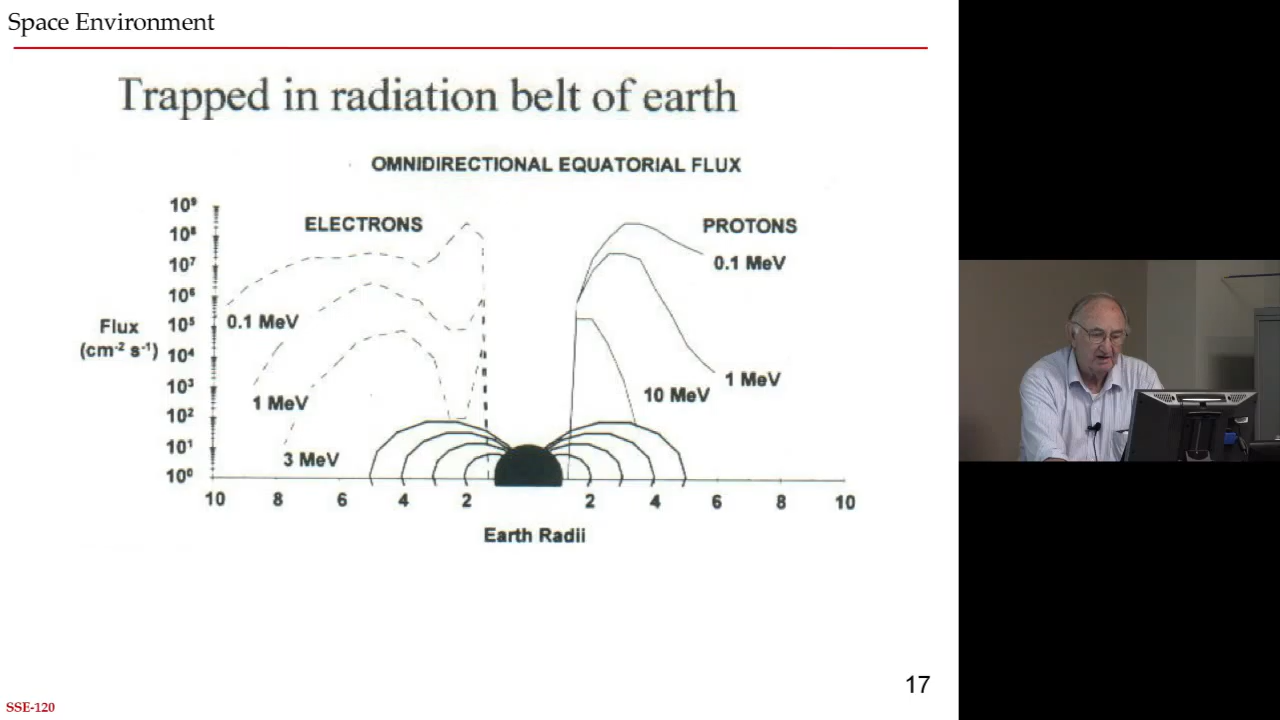 Space Environment
Trapped in radiation belt of earth
OMNIDIRECTIONAL EQUATORIAL FLUX
ELECTRONS
PROTONS
10⁹
10⁸
10⁷
10⁶
10⁵
10⁴
10³
10²
10¹
10⁰
Flux
(cm⁻² s⁻¹)
0.1 MeV
1 MeV
3 MeV
0.1 MeV
1 MeV
10 MeV
10 8 6 4 2 2 4 6 8 10
Earth Radii
17
SSE-120